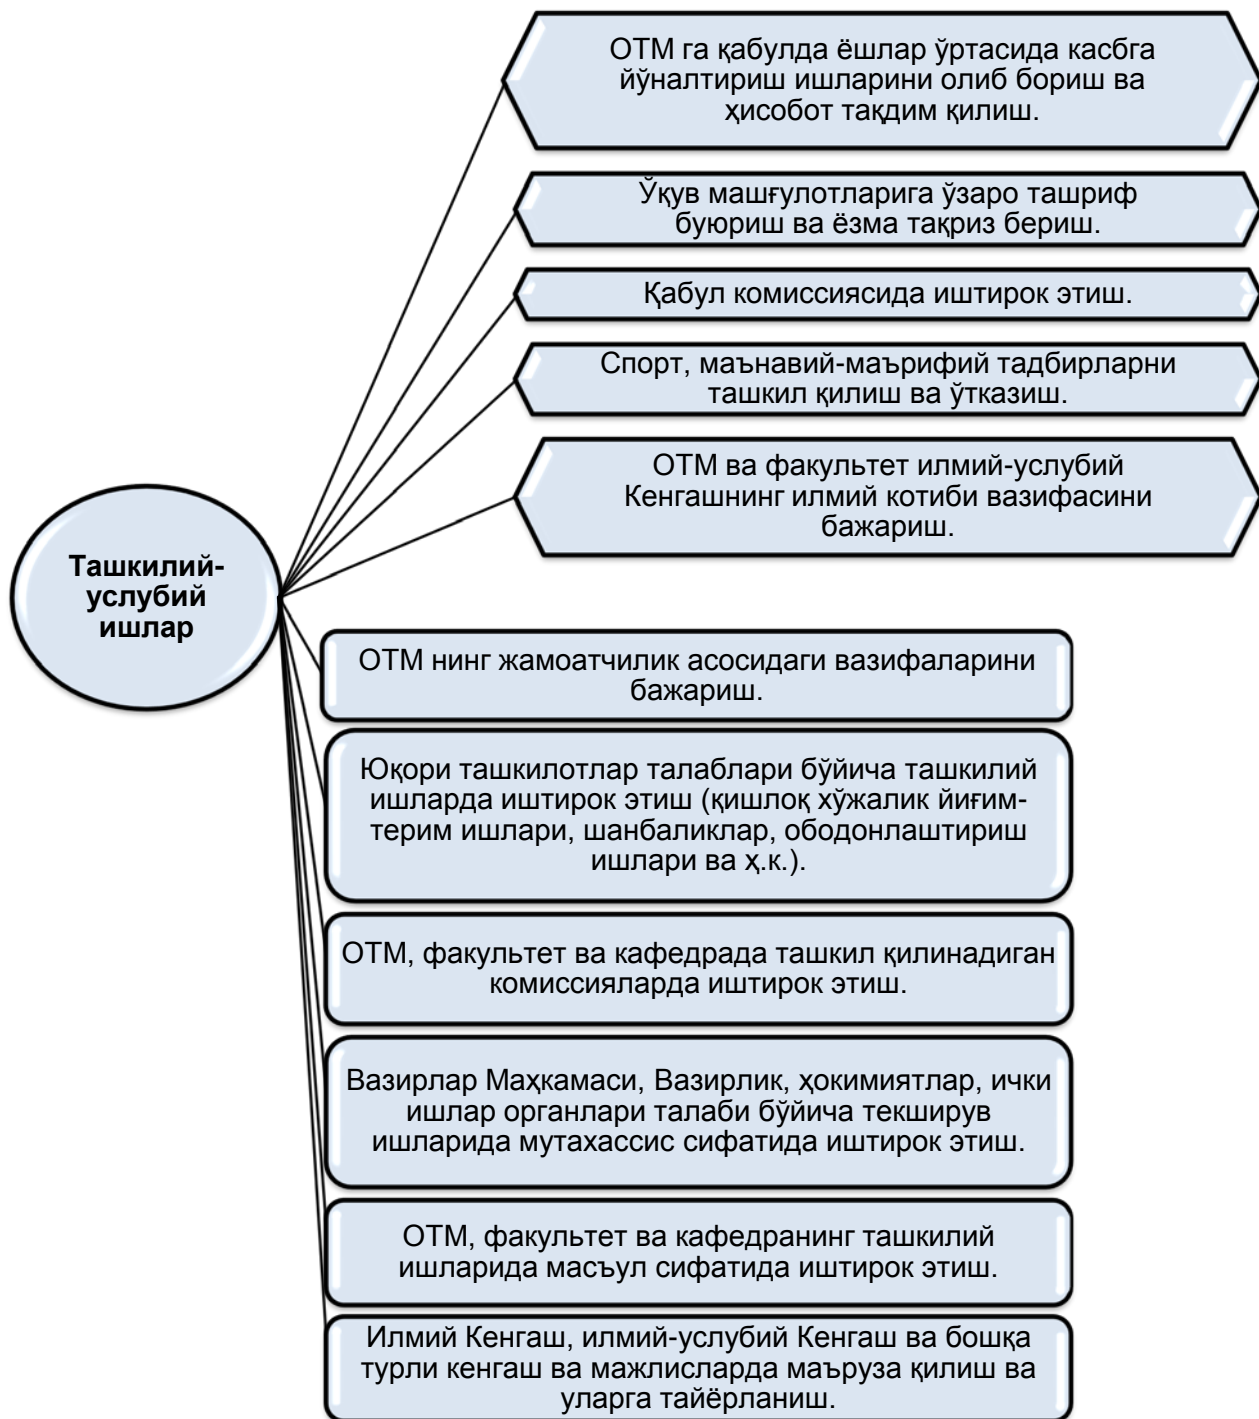 ОТМ га қабулда ёшлар ўртасида касбга
йўналтириш ишларини олиб бориш ва
ҳисобот тақдим қилиш.
Ўқув машғулотларига ўзаро ташриф
буюриш ва ёзма тақриз бериш.
Қабул комиссиясида иштирок этиш.
Спорт, маънавий-маърифий тадбирларни
ташкил қилиш ва ўтказиш.
ОТМ ва факультет илмий-услубий
Кенгашнинг илмий котиби вазифасини
бажариш.
Ташкилий-
услубий
ишлар
ОТМ нинг жамоатчилик асосидаги вазифаларини
бажариш.
Юқори ташкилотлар талаблари бўйича ташкилий
ишларда иштирок этиш (қишлоқ хўжалик йиғим-
терим ишлари, шанбаликлар, ободонлаштириш
ишлари ва ҳ.к.).
ОТМ, факультет ва кафедрада ташкил қилинадиган
комиссияларда иштирок этиш.
Вазирлар Маҳкамаси, Вазирлик, ҳокимиятлар, ички
ишлар органлари талаби бўйича текширув
ишларида мутахассис сифатида иштирок этиш.
ОТМ, факультет ва кафедранинг ташкилий
ишларида масъул сифатида иштирок этиш.
Илмий Кенгаш, илмий-услубий Кенгаш ва бошқа
турли кенгаш ва мажлисларда маъруза қилиш ва
уларга тайёрланиш.